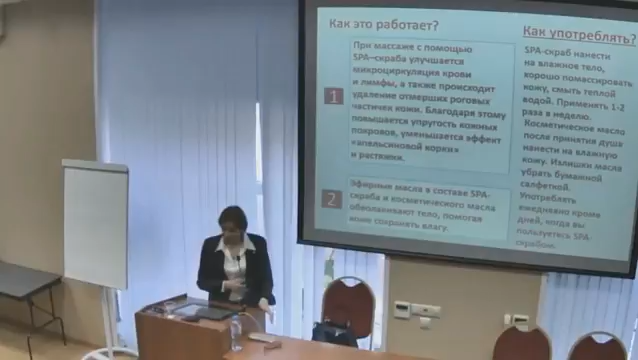 Как это работает?
1
При массаже с помощью
SPA–скраба улучшается
микроциркуляция крови
и лимфы, а также происходит
удаление отмерших роговых
частичек кожи. Благодаря этому
повышается упругость кожных
покровов, уменьшается эффект
«апельсиновой корки»
и растяжки.
2
Эфирные масла в составе SPA-
скраба и косметического масла
обволакивают тело, помогая
коже сохранять влагу.
Как употреблять?
SPA-скраб нанести
на влажное тело,
хорошо помассировать
кожу, смыть теплой
водой. Применять 1-2
раза в неделю.
Косметическое масло
после принятия душа
нанести на влажную
кожу. Излишки масла
убрать бумажной
салфеткой.
Употреблять
ежедневно кроме
дней, когда вы
пользуетесь SPA-
скрабом.